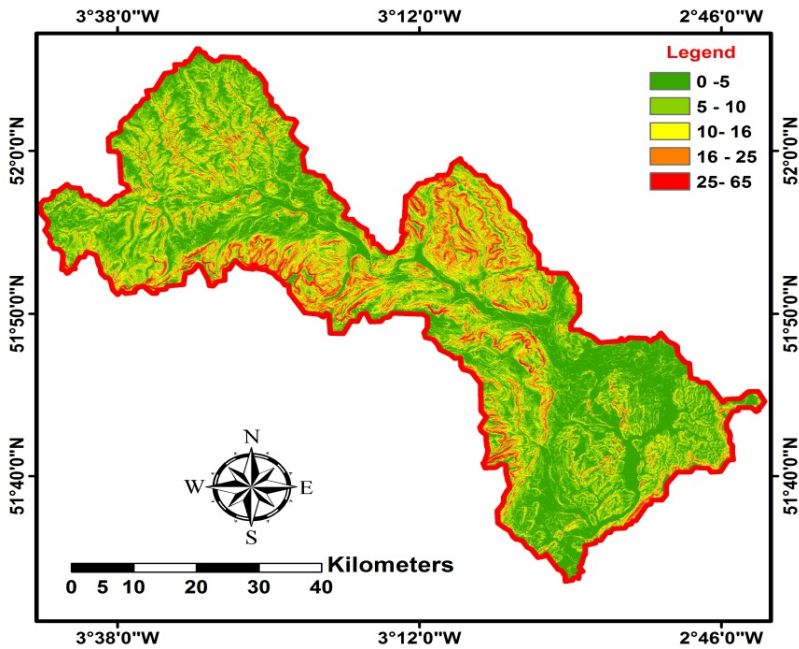 3°38'0"W 3°12'0"W 2°46'0"W
Legend
0 -5
5 - 10
10- 16
16 - 25
25- 65
52°0'0"N 52°0'0"N
51°50'0"N 51°50'0"N
51°40'0"N 51°40'0"N
N
W E
S
Kilometers
0 5 10 20 30 40
3°38'0"W 3°12'0"W 2°46'0"W